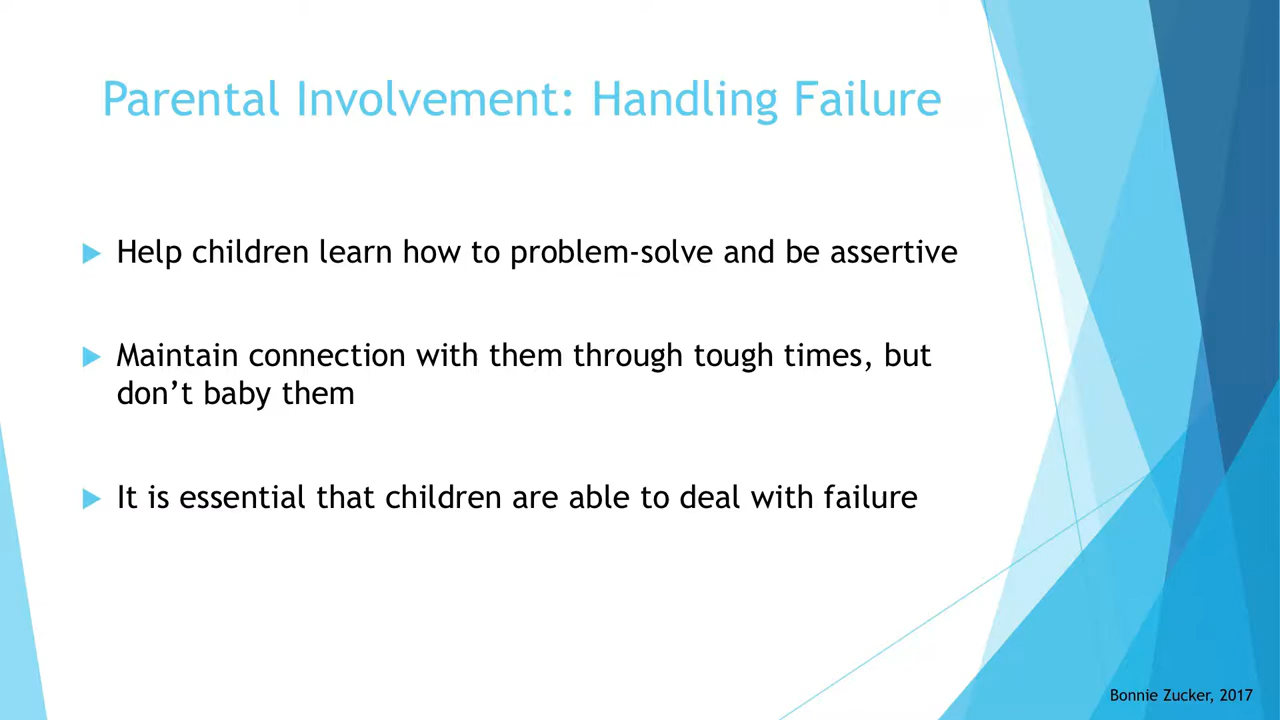 Parental Involvement: Handling Failure
Help children learn how to problem-solve and be assertive
Maintain connection with them through tough times, but
don’t baby them
It is essential that children are able to deal with failure
Bonnie Zucker, 2017